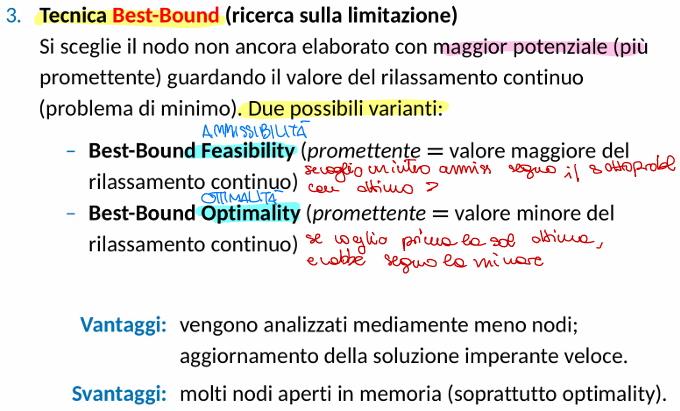 3. Tecnica Best-Bound (ricerca sulla limitazione)
Si sceglie il nodo non ancora elaborato con maggior potenziale (più
promettente) guardando il valore del rilassamento continuo
(problema di minimo). Due possibili varianti:
AMMISSIBILITÀ
– Best-Bound Feasibility (promettente = valore maggiore del
rilassamento continuo) se voglio un intero ammiss seguo il sottoprobl
con ottimo >
OTTIMALITÀ
– Best-Bound Optimality (promettente = valore minore del
rilassamento continuo) se voglio prima la sol ottima,
seguo la minore
Vantaggi: vengono analizzati mediamente meno nodi;
aggiornamento della soluzione imperante veloce.
Svantaggi: molti nodi aperti in memoria (soprattutto optimality).